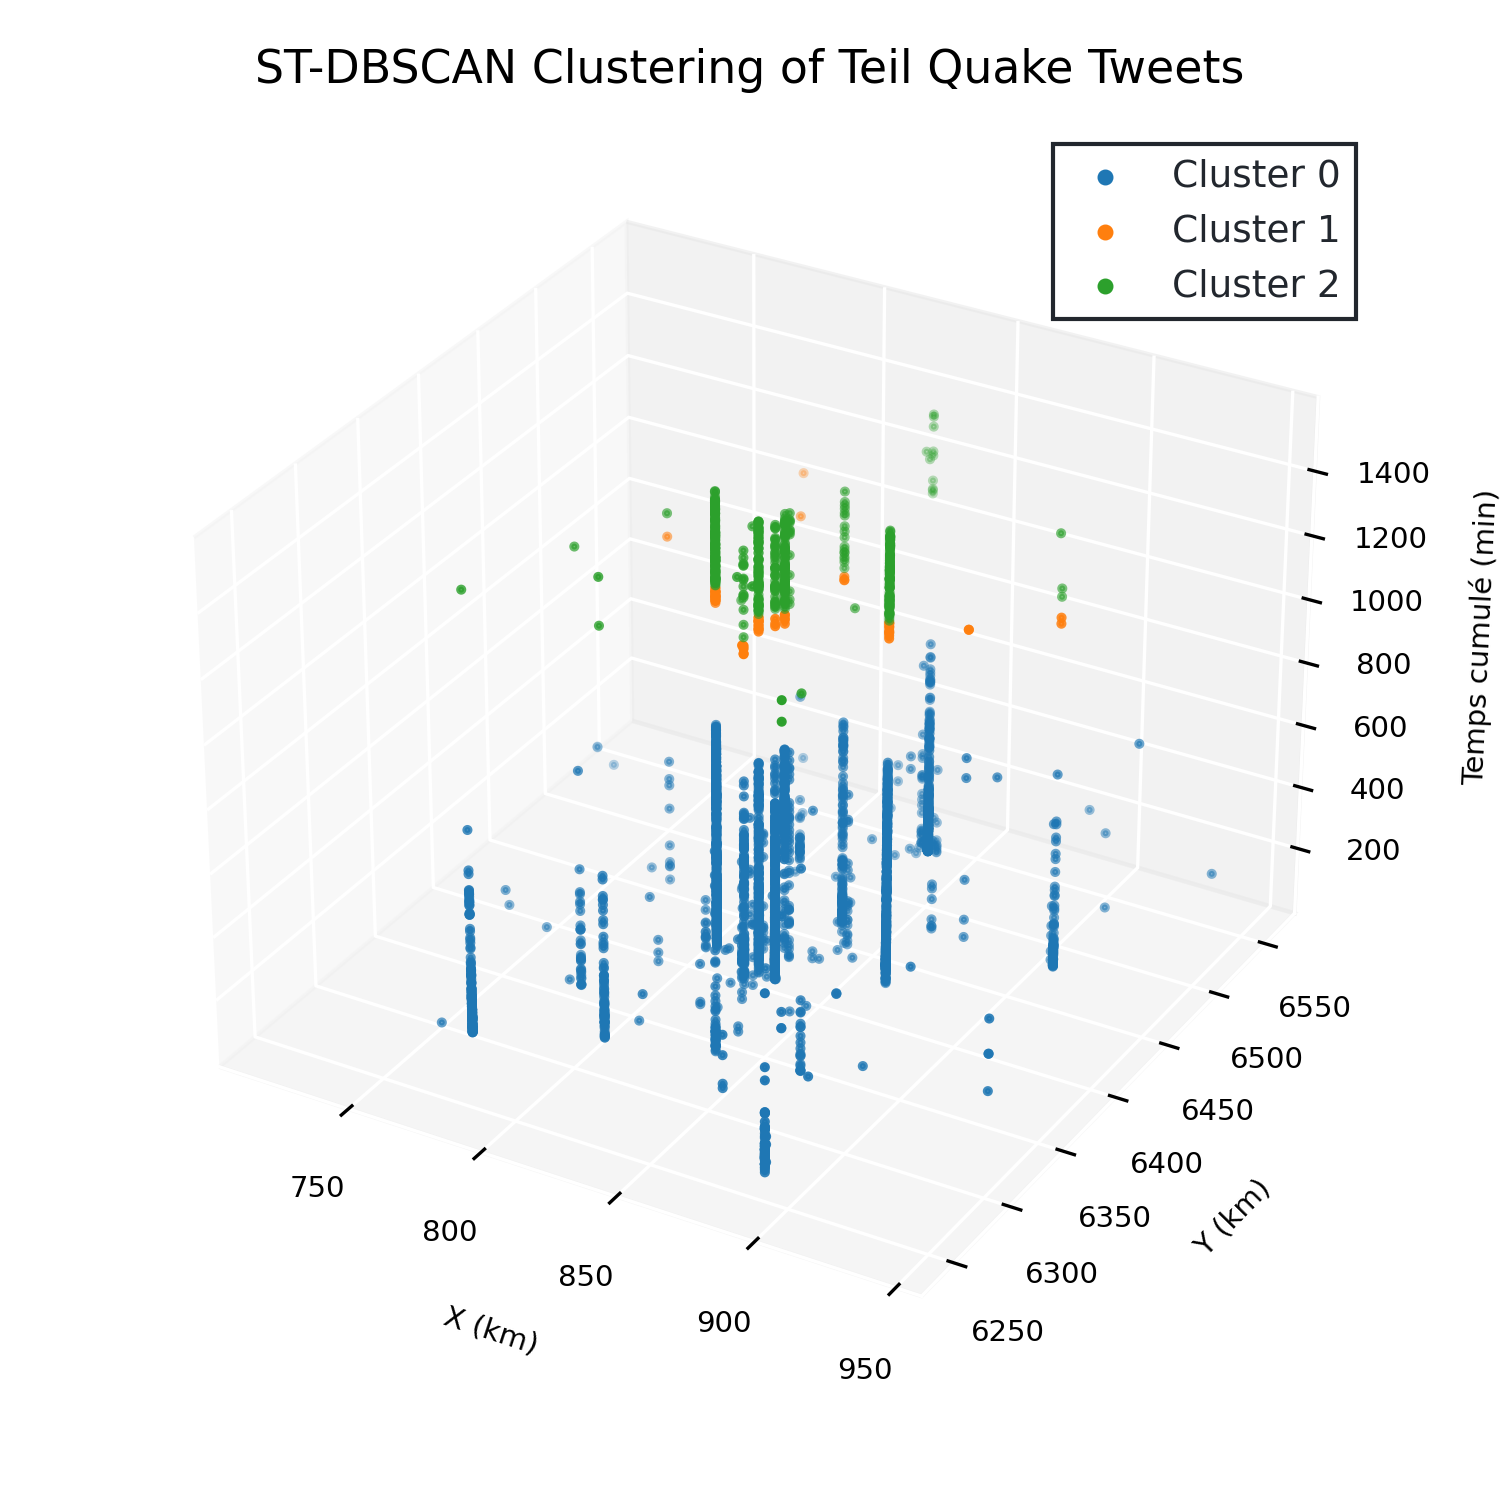 ST-DBSCAN Clustering of Teil Quake Tweets
Cluster 0
Cluster 1
Cluster 2
1400
1200
1000
800
600
400
200
Temps cumulé (min)
6550
6500
6450
6400
6350
6300
6250
Y (km)
750
800
850
900
950
X (km)